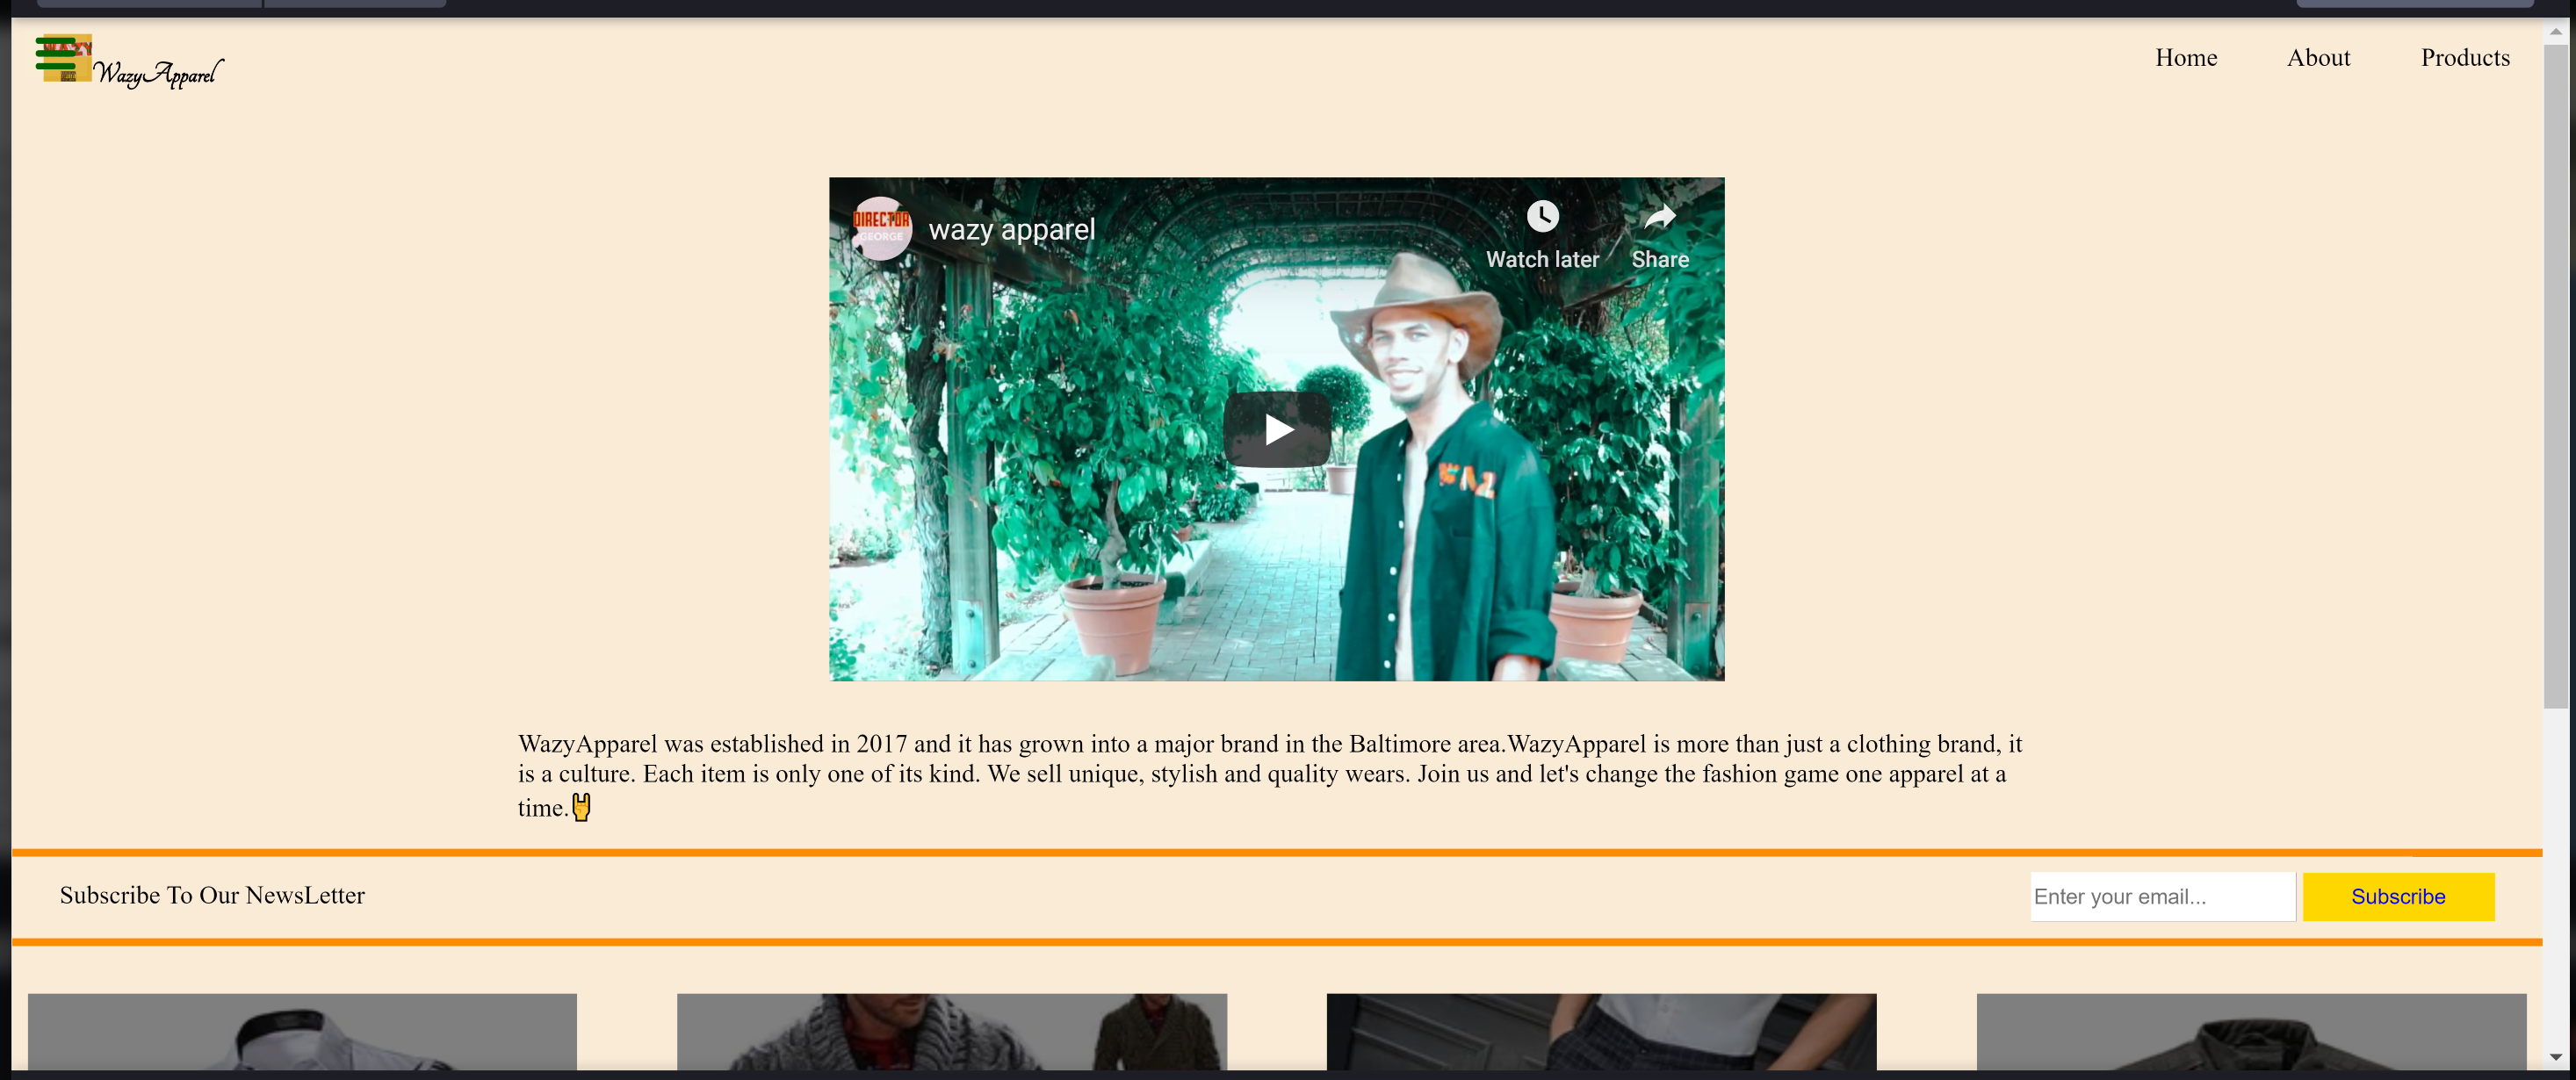 WAZY
WazyApparel
Home About Products
DIRECTOR
GEORGE
wazy apparel
Watch later Share
WAZ
WazyApparel was established in 2017 and it has grown into a major brand in the Baltimore area.WazyApparel is more than just a clothing brand, it
is a culture. Each item is only one of its kind. We sell unique, stylish and quality wears. Join us and let's change the fashion game one apparel at a
time.🤘
Subscribe To Our NewsLetter
Enter your email... Subscribe